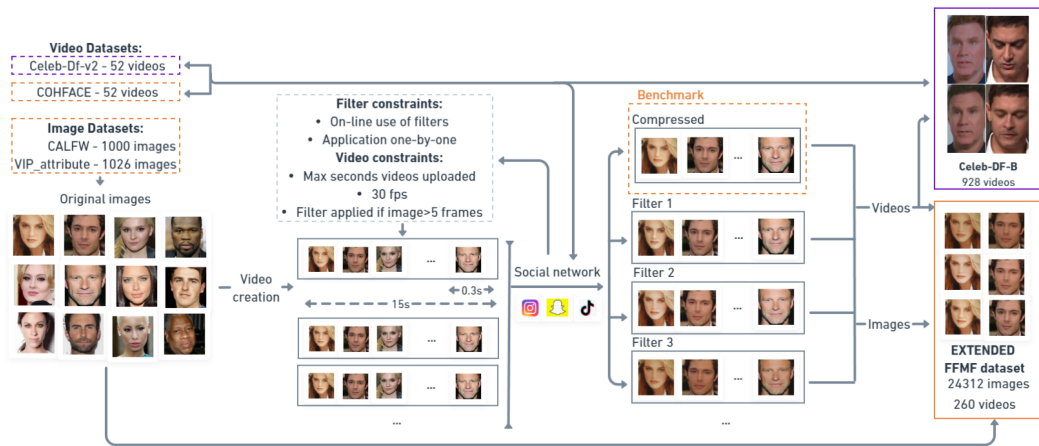 Video Datasets:
Celeb-Df-v2 - 52 videos
COHFACE - 52 videos
Image Datasets:
CALFW - 1000 images
VIP_attribute - 1026 images
Original images
Video
creation
Filter constraints:
• On-line use of filters
• Application one-by-one
Video constraints:
• Max seconds videos uploaded
• 30 fps
• Filter applied if image>5 frames
...
0.3s
15s
...
...
...
Social network
Benchmark
Compressed
...
Filter 1
...
Filter 2
...
Filter 3
...
...
Videos
Images
Celeb-DF-B
928 videos
EXTENDED
FFMF dataset
24312 images
260 videos